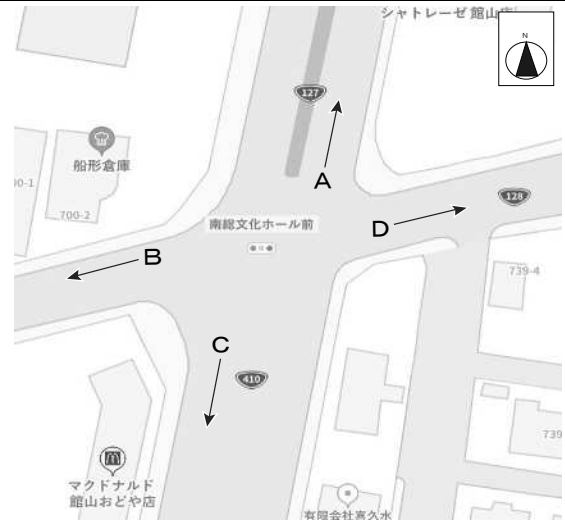 シャトレーゼ 館山店
N
127
船形倉庫
00-1
700-2
A
128
南総文化ホール前
D
B
739-4
C
410
739
マクドナルド
館山おどや店
有限会社喜久水